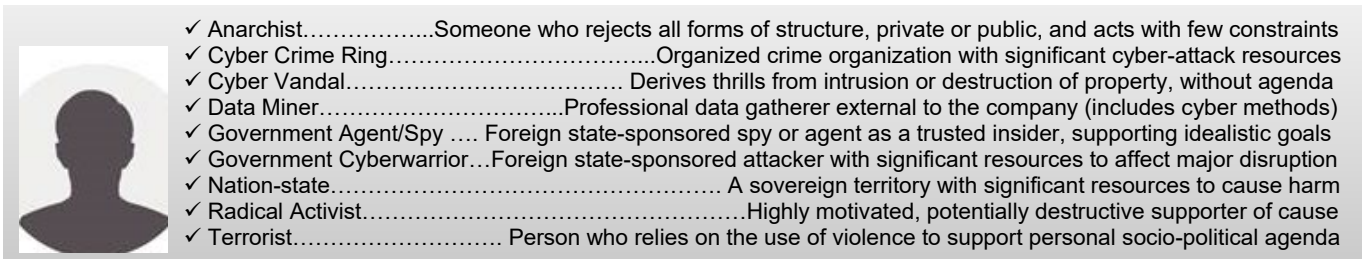 ✓ Anarchist……………...Someone who rejects all forms of structure, private or public, and acts with few constraints
✓ Cyber Crime Ring……………………………...Organized crime organization with significant cyber-attack resources
✓ Cyber Vandal……………………………… Derives thrills from intrusion or destruction of property, without agenda
✓ Data Miner…………………………...Professional data gatherer external to the company (includes cyber methods)
✓ Government Agent/Spy …. Foreign state-sponsored spy or agent as a trusted insider, supporting idealistic goals
✓ Government Cyberwarrior…Foreign state-sponsored attacker with significant resources to affect major disruption
✓ Nation-state…………………………………………………. A sovereign territory with significant resources to cause harm
✓ Radical Activist……………………………………………Highly motivated, potentially destructive supporter of cause
✓ Terrorist………………………. Person who relies on the use of violence to support personal socio-political agenda